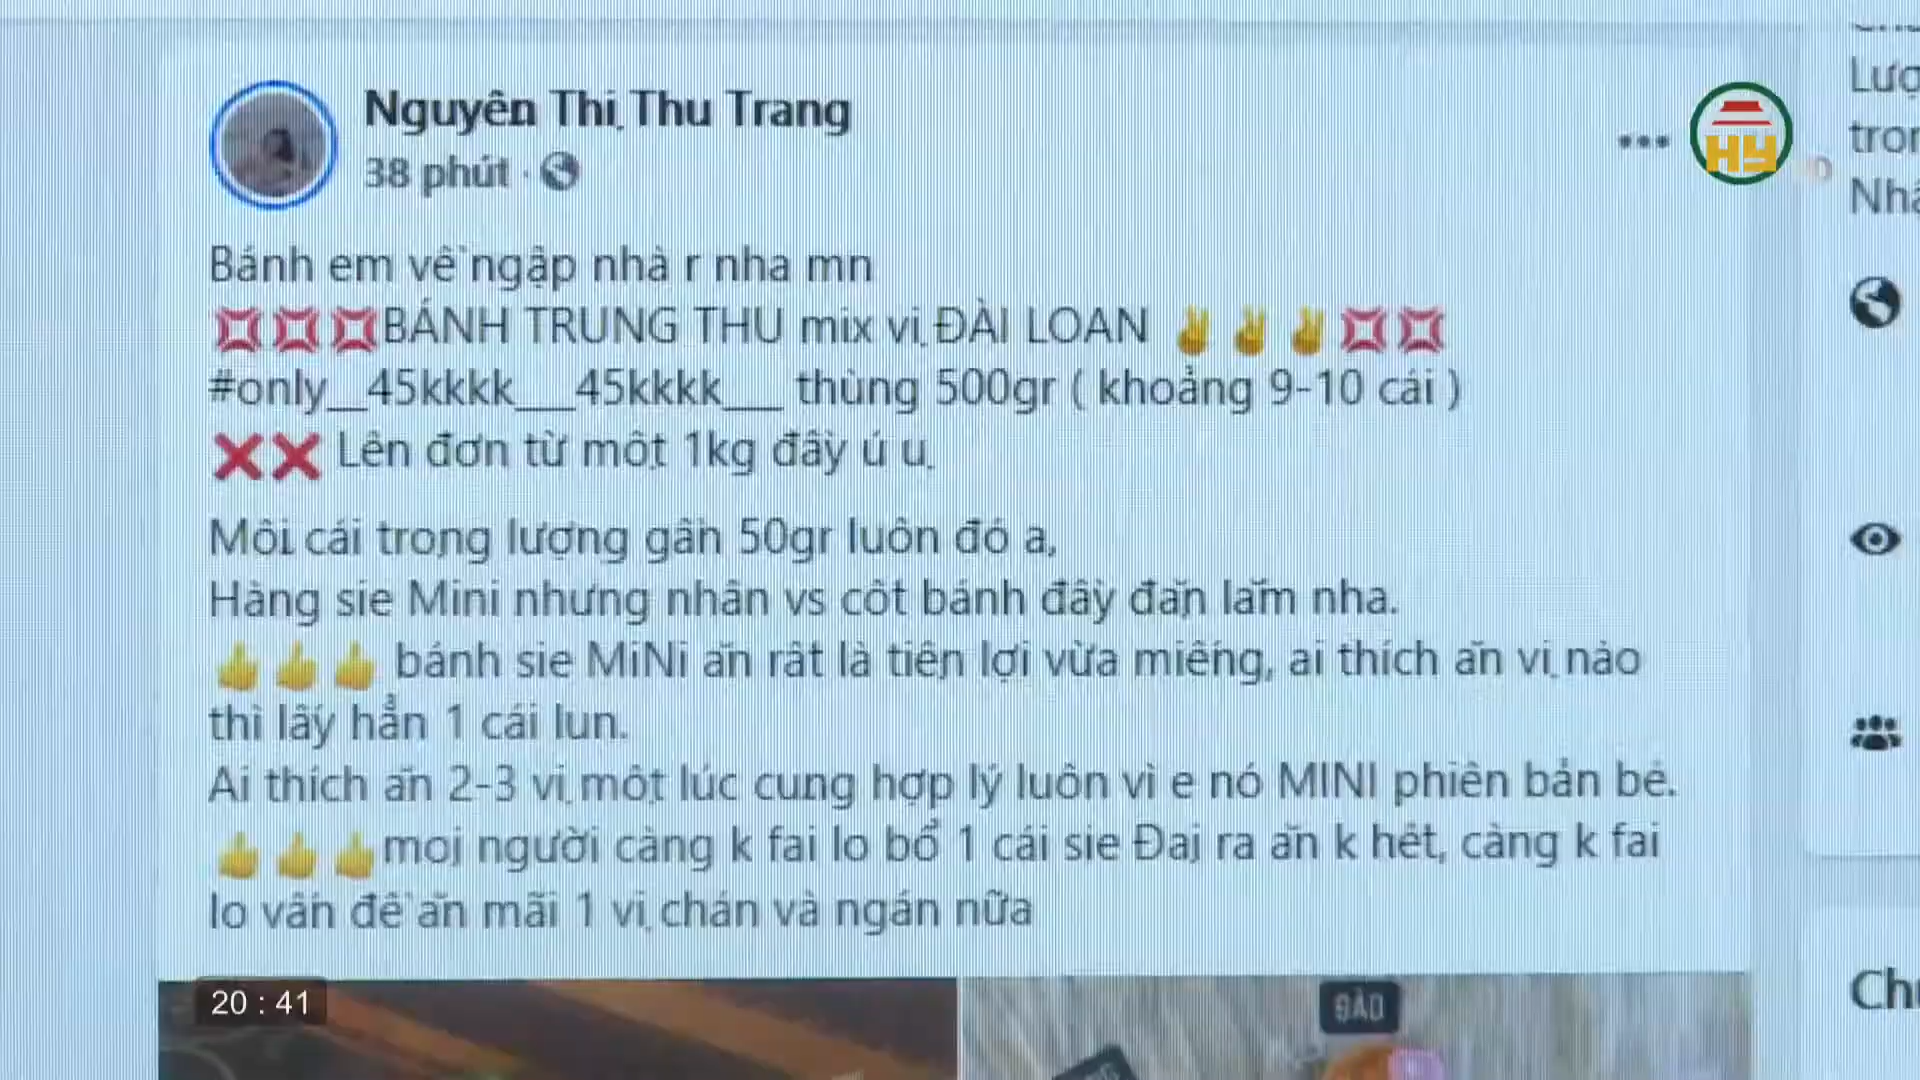 Nguyễn Thị Thu Trang
38 phút ·
HY
Bánh em về ngập nhà r nha mn
💢💢💢BÁNH TRUNG THU mix vị ĐÀI LOAN ✌✌✌💢💢
#only__45kkkk___45kkkk___ thùng 500gr ( khoảng 9-10 cái )
❌❌ Lên đơn từ một 1kg đầy ú ụ
Mỗi cái trọng lượng gần 50gr luôn đó ạ,
Hàng sie Mini nhưng nhân vs cốt bánh đầy đặn lắm nha.
👍👍👍 bánh sie MiNi ăn rất là tiện lợi vừa miếng, ai thích ăn vị nào
thì lấy hẳn 1 cái lun.
Ai thích ăn 2-3 vị một lúc cung hợp lý luôn vì e nó MINI phiên bản bé.
👍👍👍mọi người càng k fai lo bổ 1 cái sie Đại ra ăn k hết, càng k fai
lo vấn đề ăn mãi 1 vị chán và ngán nữa
20 : 41
ĐÀO